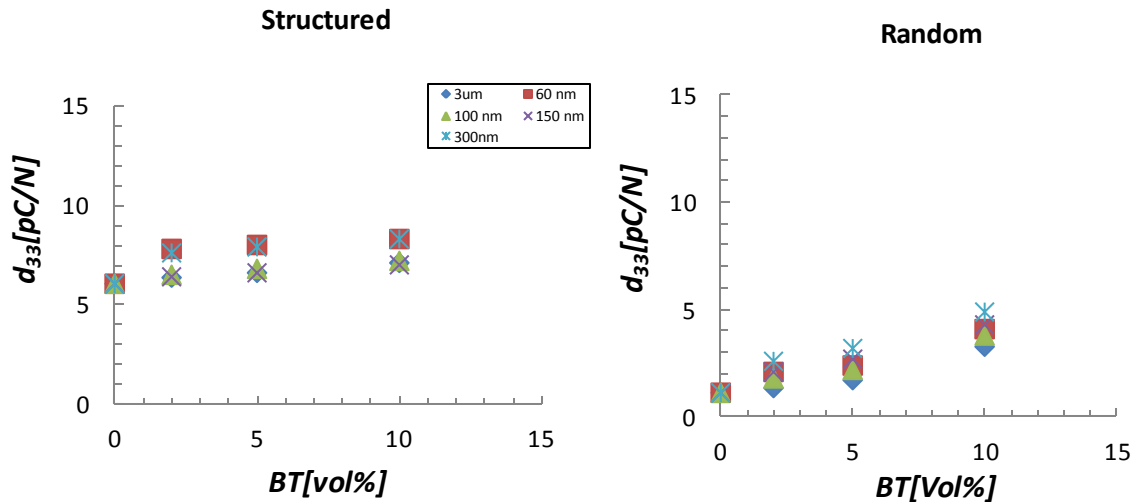 Structured
3um 60 nm
100 nm 150 nm
300nm
15
10
5
0
d33[pC/N]
0 5 10 15
BT[vol%]
Random
15
10
5
0
d33[pC/N]
0 5 10 15
BT[Vol%]